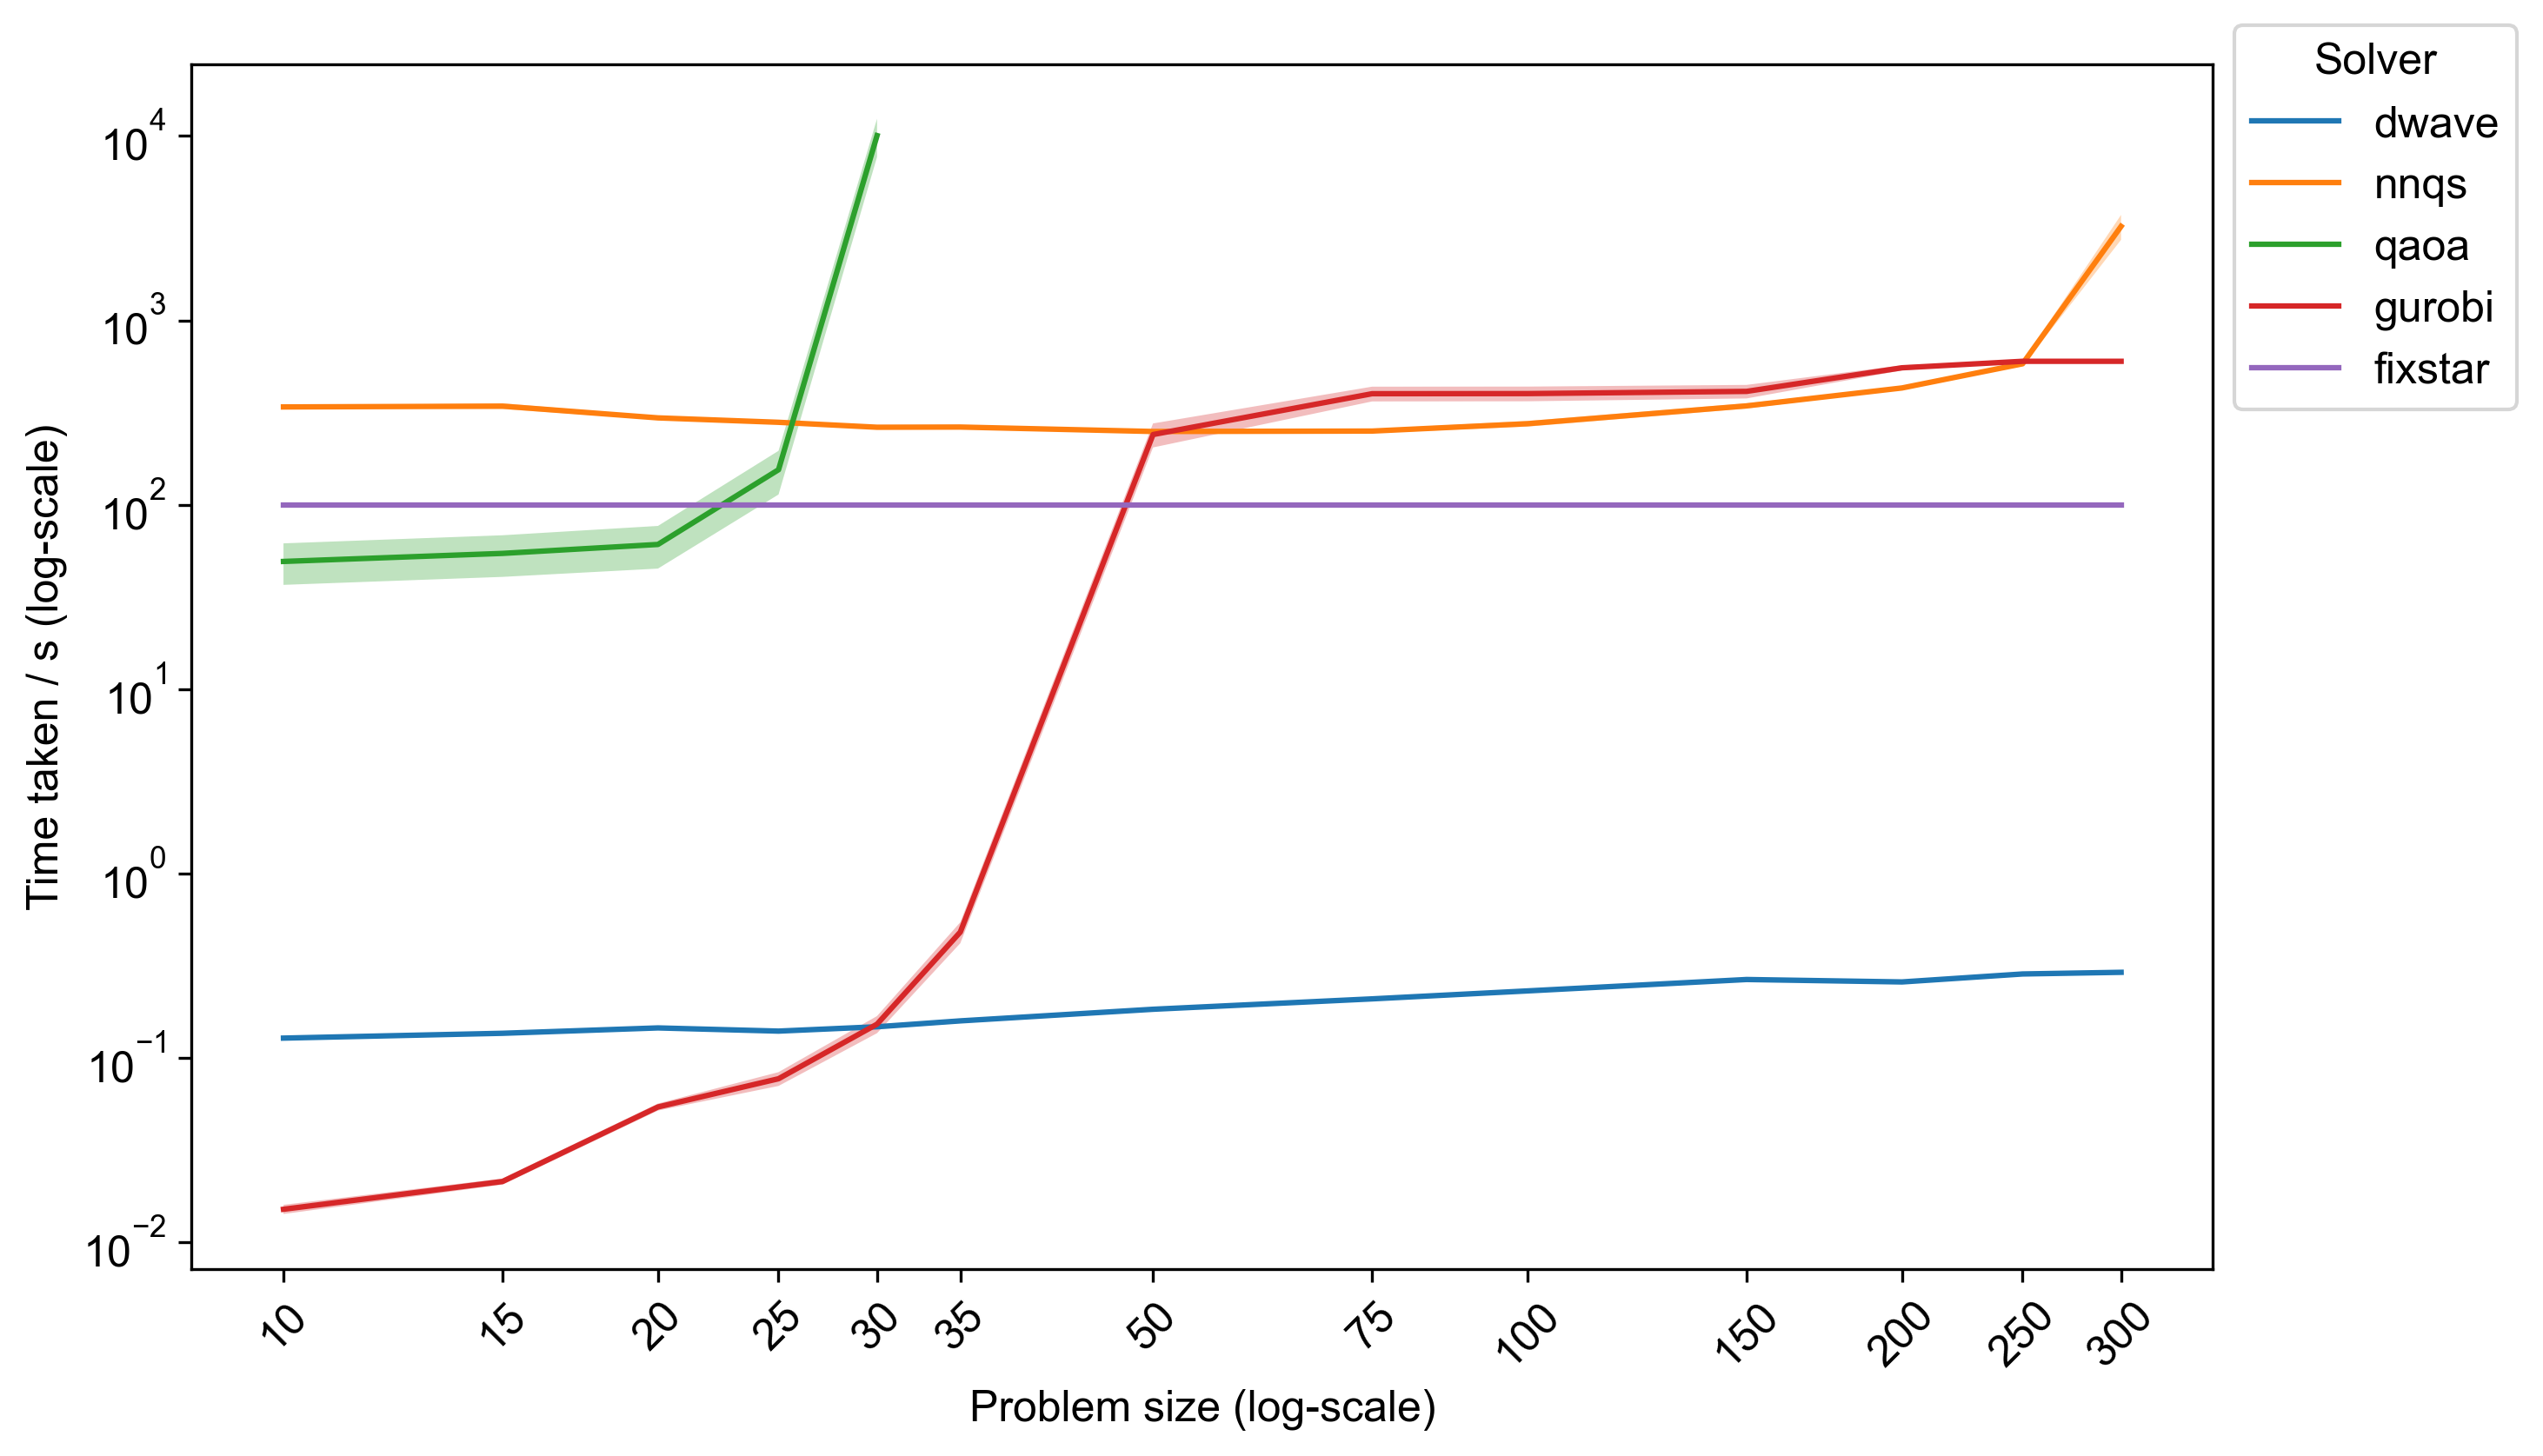 Solver
dwave
nnqs
qaoa
gurobi
fixstar
Time taken / s (log-scale)
10^4
10^3
10^2
10^1
10^0
10^−1
10^−2
10 15 20 25 30 35 50 75 100 150 200 250 300
Problem size (log-scale)